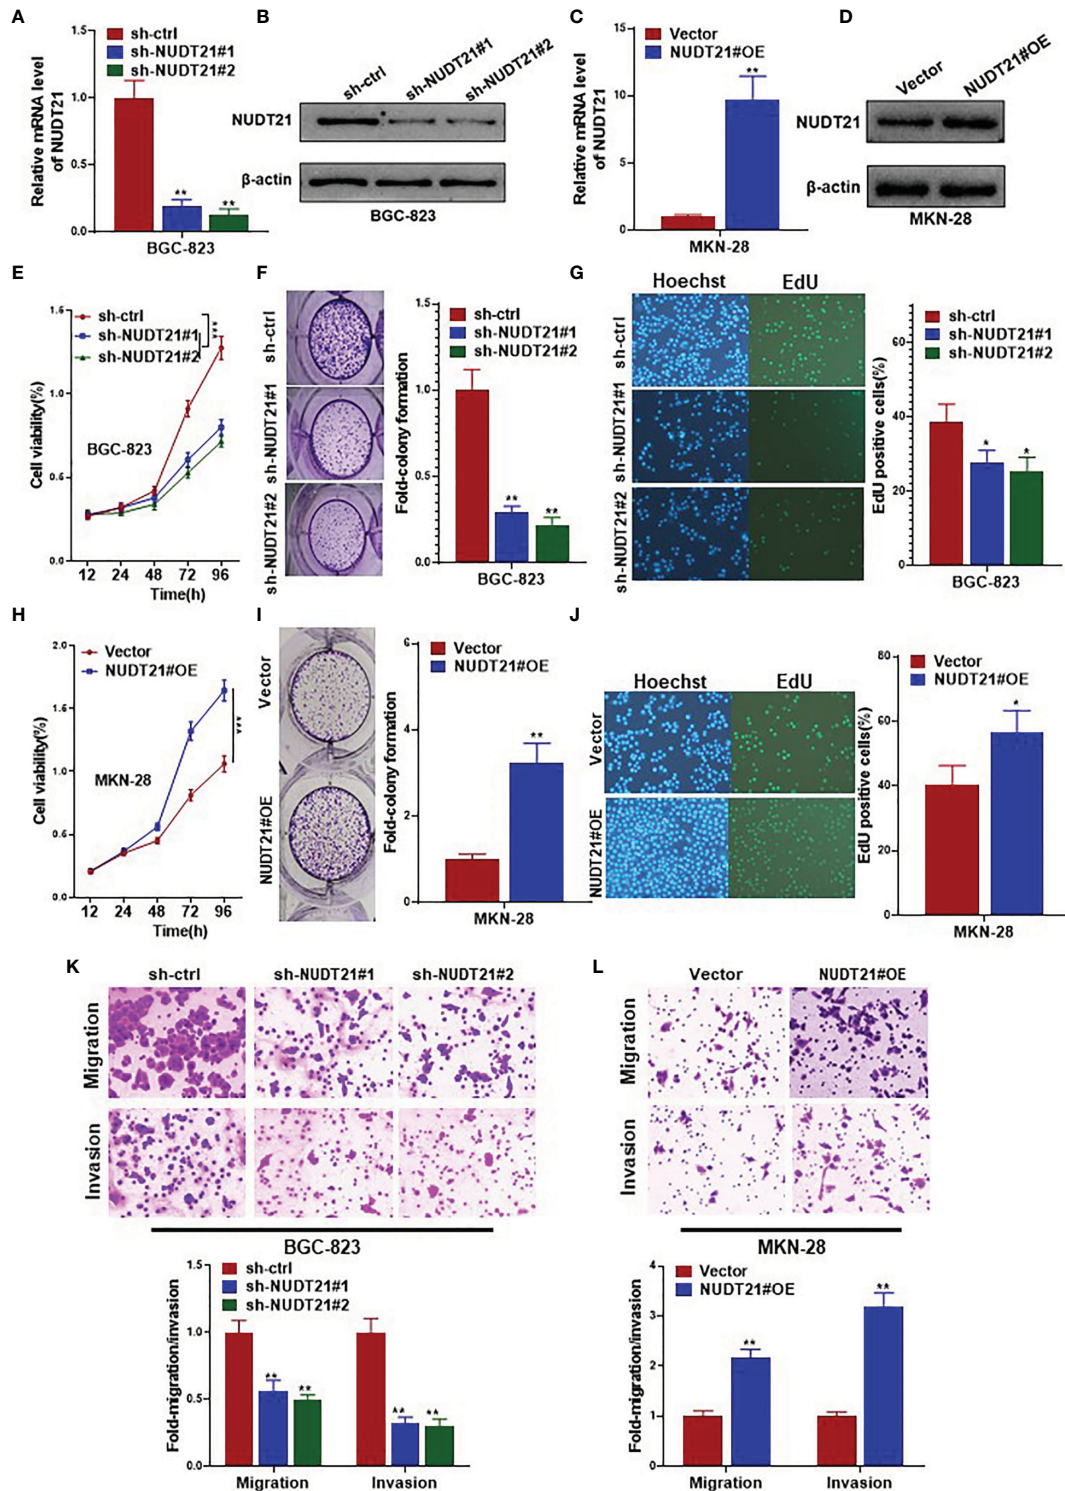 A
Relative mRNA level
of NUDT21
1.5
1.0
0.5
0.0
sh-ctrl
sh-NUDT21#1
sh-NUDT21#2
**
**
BGC-823
B
sh-ctrl
sh-NUDT21#1
sh-NUDT21#2
NUDT21
β-actin
BGC-823
C
Relative mRNA level
of NUDT21
15
10
5
0
Vector
NUDT21#OE
**
MKN-28
D
Vector
NUDT21#OE
NUDT21
β-actin
MKN-28
E
Cell viability(%)
1.5
1.0
0.5
0.0
sh-ctrl
sh-NUDT21#1
sh-NUDT21#2
***
BGC-823
12 24 48 72 96
Time(h)
F
sh-ctrl
sh-NUDT21#1
sh-NUDT21#2
Fold-colony formation
1.5
1.0
0.5
0.0
sh-ctrl
sh-NUDT21#1
sh-NUDT21#2
**
**
BGC-823
G
Hoechst EdU
sh-ctrl
sh-NUDT21#1
sh-NUDT21#2
EdU positive cells(%)
60
40
20
0
sh-ctrl
sh-NUDT21#1
sh-NUDT21#2
*
*
BGC-823
H
Cell viability(%)
2.0
1.5
1.0
0.5
0.0
Vector
NUDT21#OE
***
MKN-28
12 24 48 72 96
Time(h)
I
Vector
NUDT21#OE
Fold-colony formation
6
4
2
0
Vector
NUDT21#OE
**
MKN-28
J
Hoechst EdU
Vector
NUDT21#OE
EdU positive cells(%)
80
60
40
20
0
Vector
NUDT21#OE
*
MKN-28
K
sh-ctrl sh-NUDT21#1 sh-NUDT21#2
Migration
Invasion
BGC-823
Fold-migration/invasion
1.5
1.0
0.5
0.0
sh-ctrl
sh-NUDT21#1
sh-NUDT21#2
** **
** **
Migration Invasion
L
Vector NUDT21#OE
Migration
Invasion
MKN-28
Fold-migration/invasion
4
3
2
1
0
Vector
NUDT21#OE
**
**
Migration Invasion